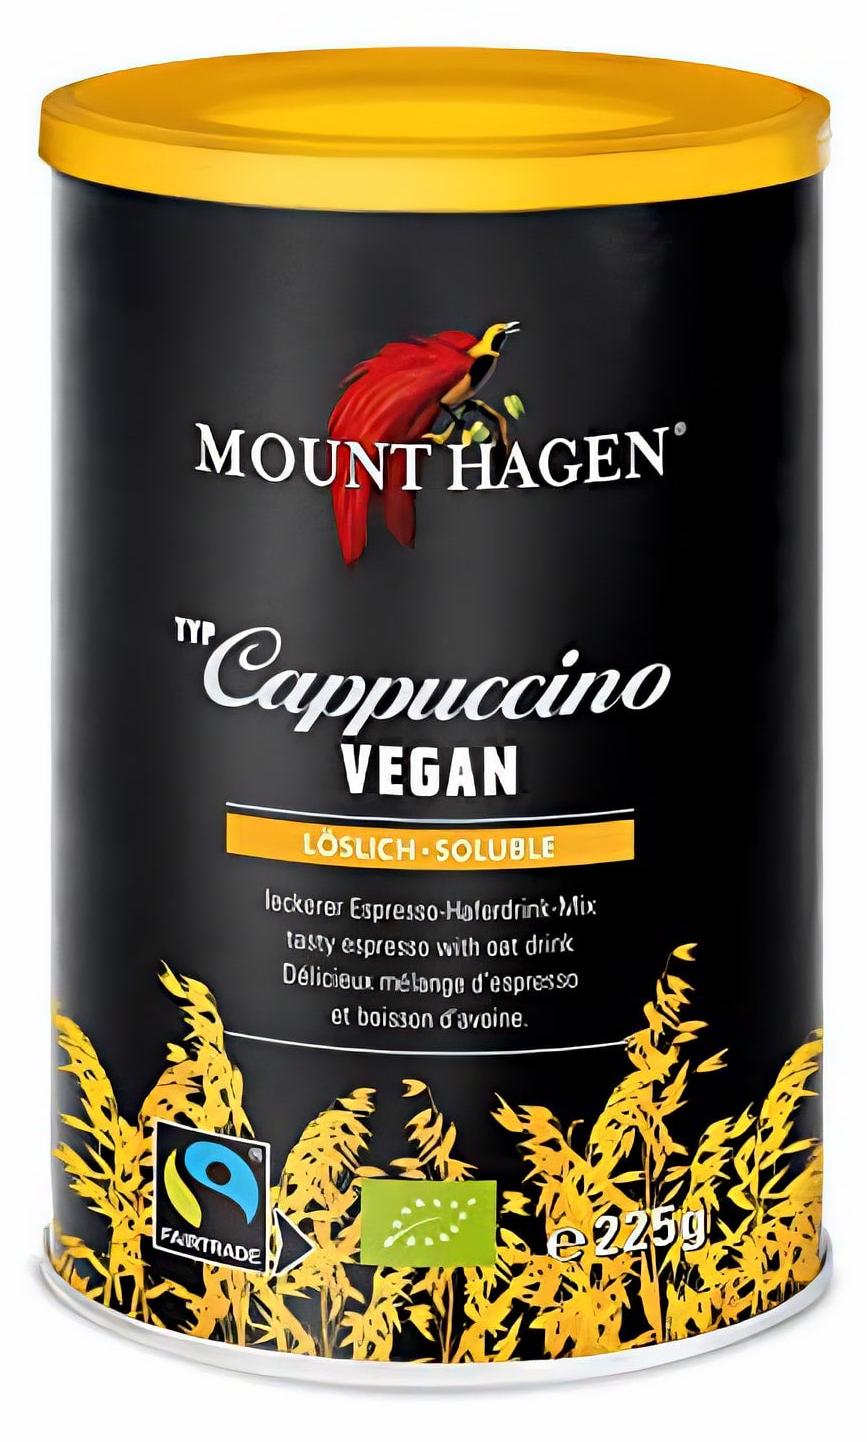 MOUNT HAGEN®
TYP Cappuccino
VEGAN
LÖSLICH · SOLUBLE
leckerer Espresso-Haferdrink-Mix
tasty espresso with oat drink
Délicieux mélange d'espresso
et boisson d'avoine.
FAIRTRADE
℮ 225g